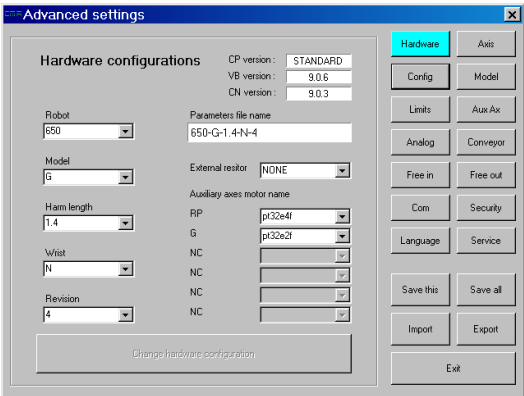 cma Advanced settings
Hardware configurations
CP version : STANDARD
VB version : 9.0.6
CN version : 9.0.3
Robot
650
Parameters file name
650-G-1.4-N-4
Model
G
External resitor NONE
Harm length
1.4
Auxiliary axes motor name
RP pt32e4f
G pt32e2f
Wrist
N
NC
NC
NC
NC
Revision
4
Change hardware configuration
Hardware Axis
Config Model
Limits Aux Ax
Analog Conveyor
Free in Free out
Com Security
Language Service
Save this Save all
Import Export
Exit